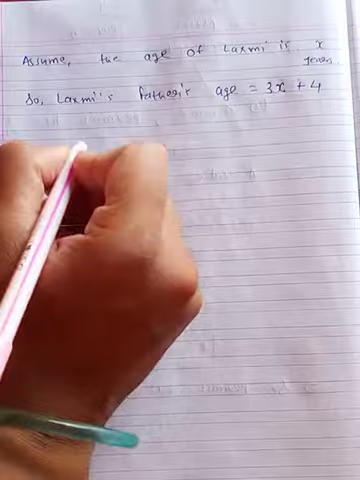 Assume, the age of Laxmi is x years.
So, Laxmi's father's age = 3x + 4